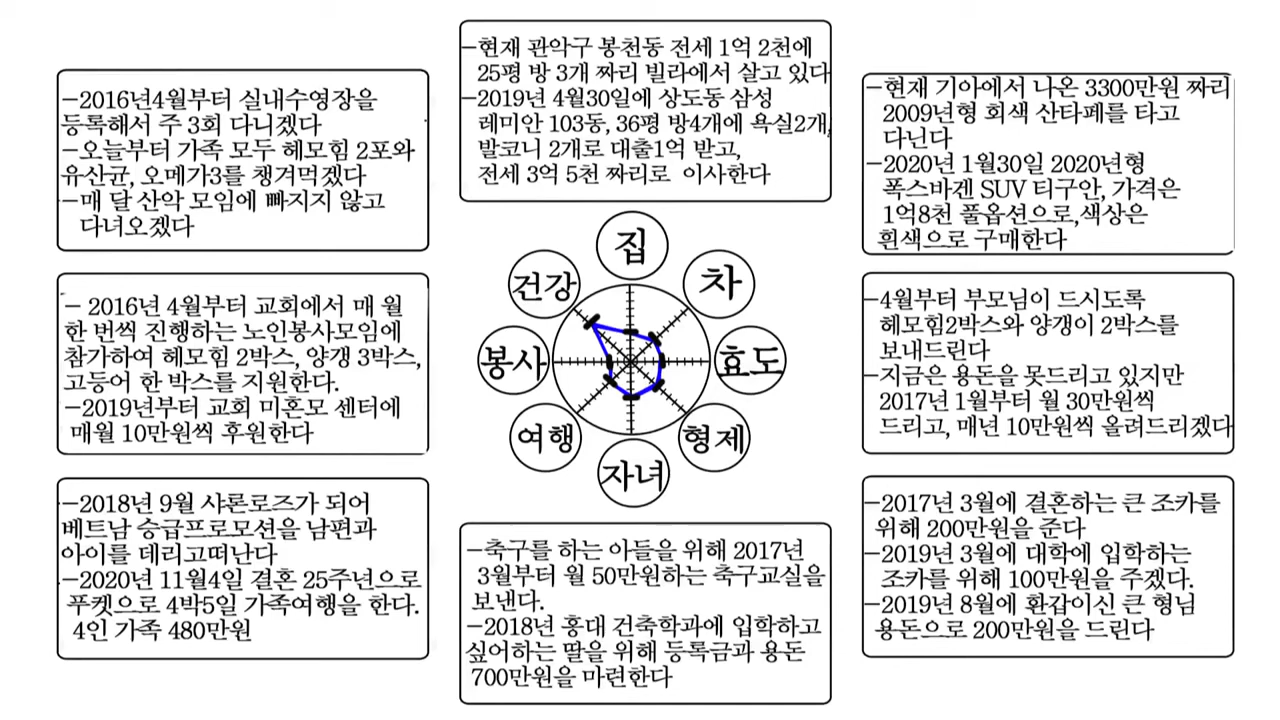 -2016년4월부터 실내수영장을
등록해서 주 3회 다니겠다
-오늘부터 가족 모두 헤모힘 2포와
유산균, 오메가3를 챙겨먹겠다
-매 달 산악 모임에 빠지지 않고
다녀오겠다
-현재 관악구 봉천동 전세 1억 2천에
25평 방 3개 짜리 빌라에서 살고 있다
-2019년 4월30일에 상도동 삼성
레미안 103동, 36평 방4개에 욕실2개,
발코니 2개로 대출1억 받고,
전세 3억 5천 짜리로 이사한다
-현재 기아에서 나온 3300만원 짜리
2009년형 회색 산타페를 타고
다닌다
-2020년 1월30일 2020년형
폭스바겐 SUV 티구안, 가격은
1억8천 풀옵션으로,색상은
흰색으로 구매한다
- 2016년 4월부터 교회에서 매 월
한 번씩 진행하는 노인봉사모임에
참가하여 헤모힘 2박스, 양갱 3박스,
고등어 한 박스를 지원한다.
-2019년부터 교회 미혼모 센터에
매월 10만원씩 후원한다
집
건강
차
봉사
효도
여행
형제
자녀
-4월부터 부모님이 드시도록
헤모힘2박스와 양갱이 2박스를
보내드린다
-지금은 용돈을 못드리고 있지만
2017년 1월부터 월 30만원씩
드리고, 매년 10만원씩 올려드리겠다
-2018년 9월 샤론로즈가 되어
베트남 승급프로모션을 남편과
아이를 데리고떠난다
-2020년 11월4일 결혼 25주년으로
푸켓으로 4박5일 가족여행을 한다.
4인 가족 480만원
-축구를 하는 아들을 위해 2017년
3월부터 월 50만원하는 축구교실을
보낸다.
-2018년 홍대 건축학과에 입학하고
싶어하는 딸을 위해 등록금과 용돈
700만원을 마련한다
-2017년 3월에 결혼하는 큰 조카를
위해 200만원을 준다
-2019년 3월에 대학에 입학하는
조카를 위해 100만원을 주겠다.
-2019년 8월에 환갑이신 큰 형님
용돈으로 200만원을 드린다